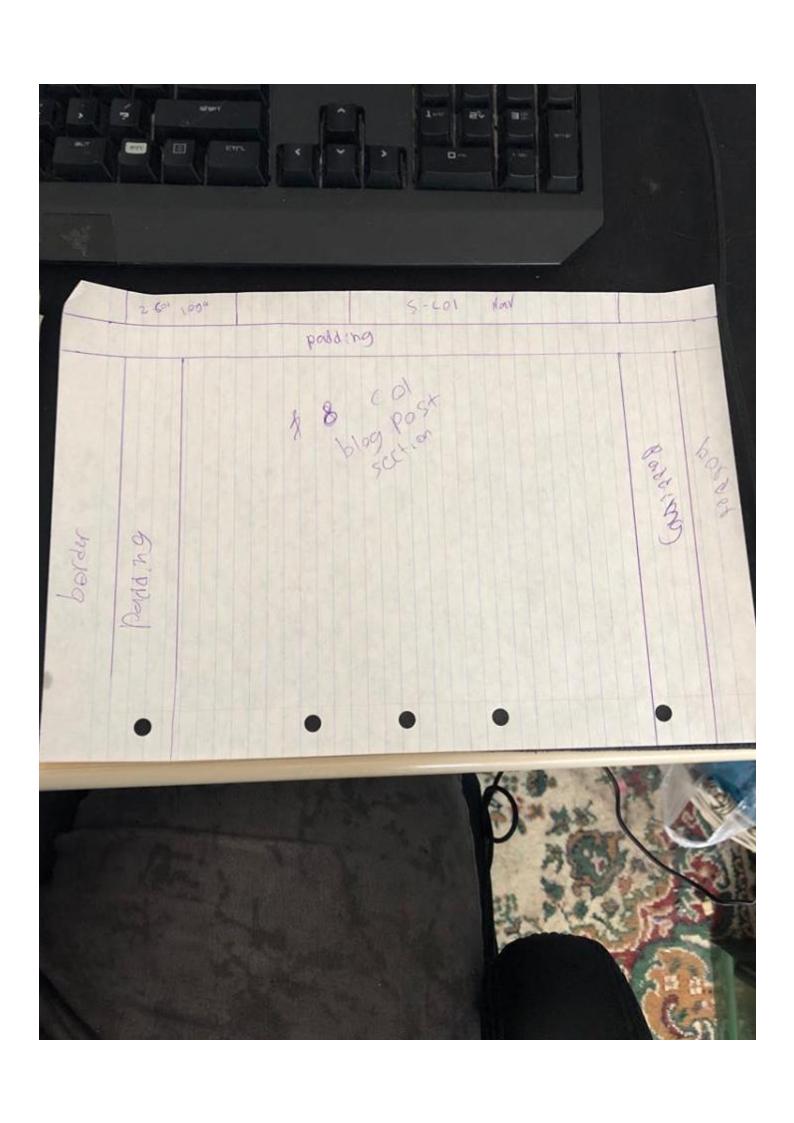 2 col logo
5-col nav
padding
8 col
blog post
section
border
padding
padding
border